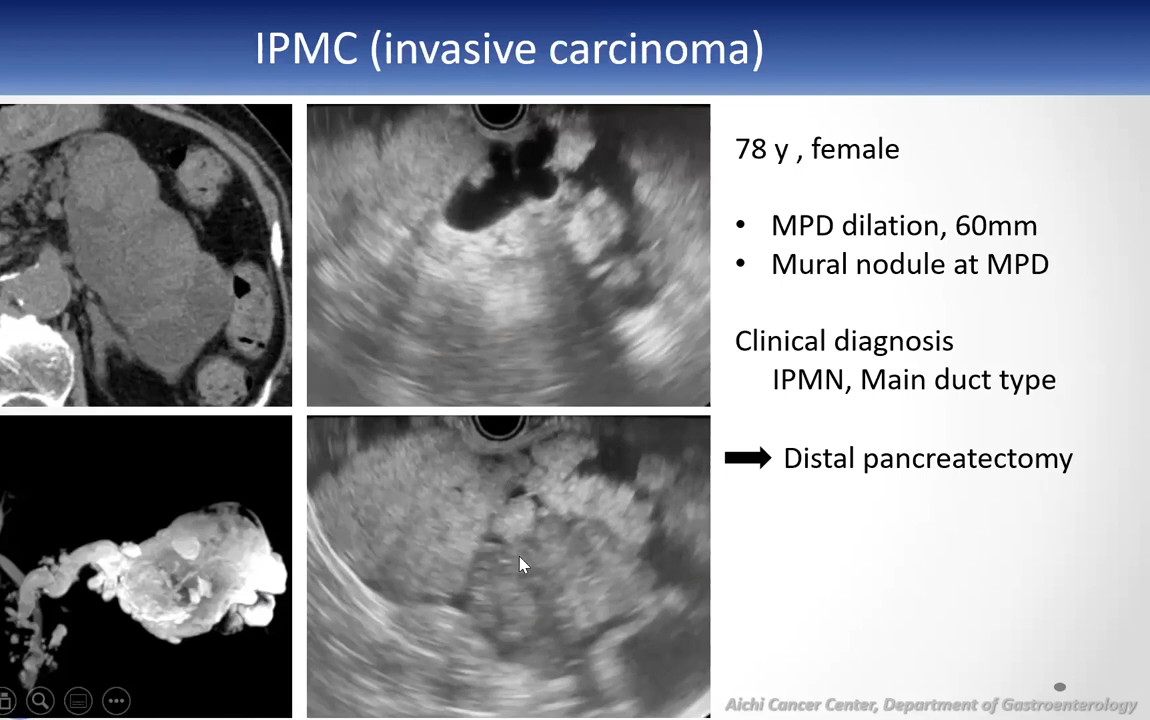 IPMC (invasive carcinoma)
78 y , female
• MPD dilation, 60mm
• Mural nodule at MPD
Clinical diagnosis
IPMN, Main duct type
Distal pancreatectomy
Aichi Cancer Center, Department of Gastroenterology